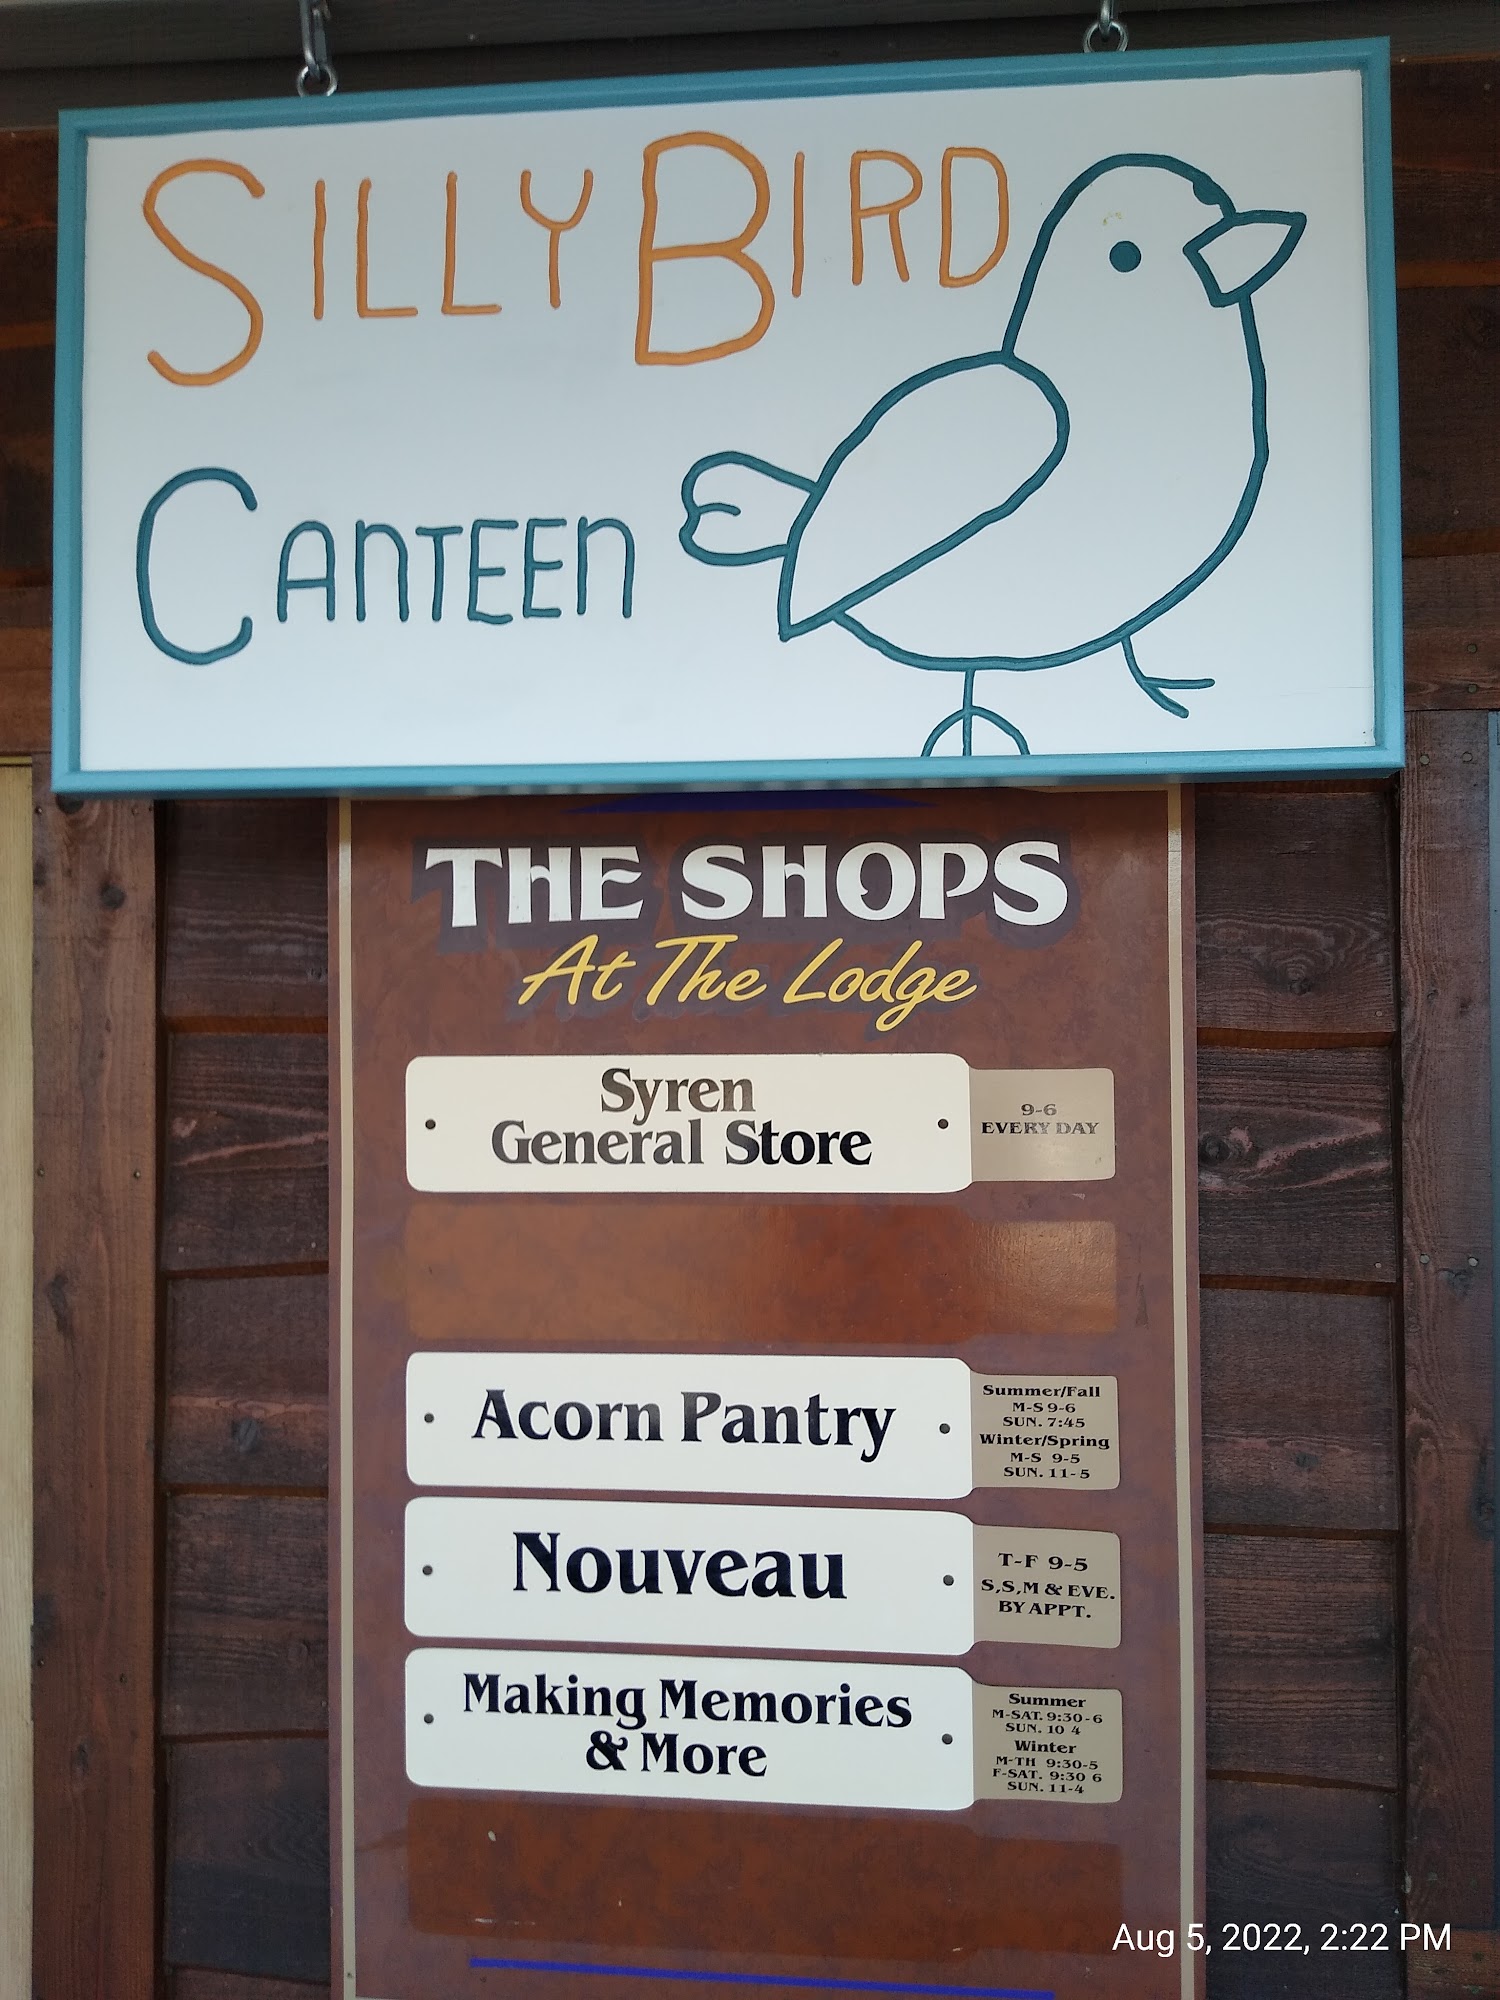 SILLY BIRD
CANTEEN
THE SHOPS
At The Lodge
Syren
General Store
9-6
EVERY DAY
Acorn Pantry
Summer/Fall
M-S 9-6
SUN. 7:45
Winter/Spring
M-S 9-5
SUN. 11-5
Nouveau
T-F 9-5
S,S,M & EVE.
BY APPT.
Making Memories
& More
Summer
M-SAT. 9:30-6
SUN. 10 4
Winter
M-TH 9:30-5
F-SAT. 9:30 6
SUN. 11-4
Aug 5, 2022, 2:22 PM